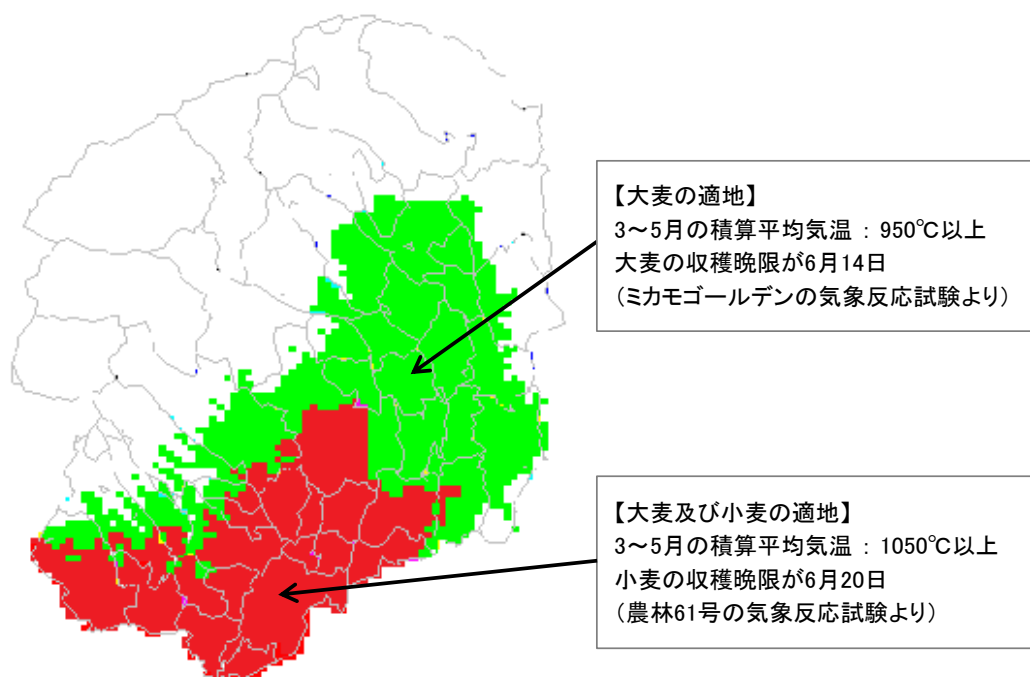 【大麦の適地】
3～5月の積算平均気温 : 950℃以上
大麦の収穫晩限が6月14日
(ミカモゴールデンの気象反応試験より)
【大麦及び小麦の適地】
3～5月の積算平均気温 : 1050℃以上
小麦の収穫晩限が6月20日
(農林61号の気象反応試験より)